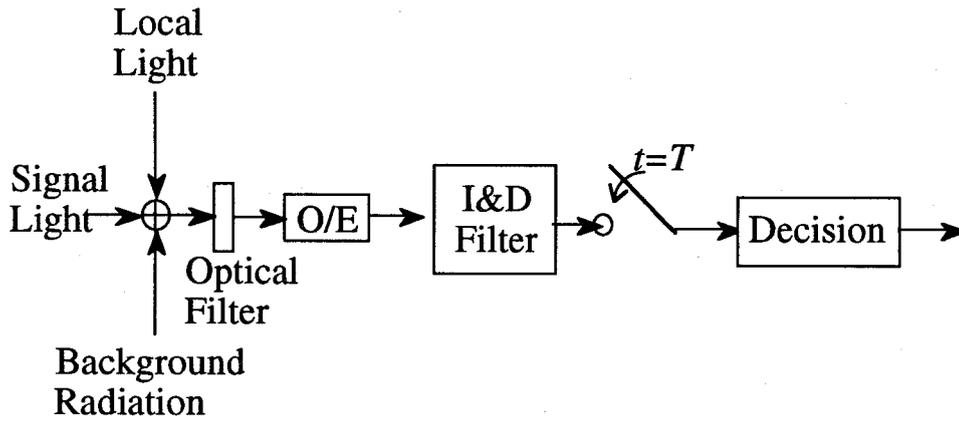 Local
Light
Signal
Light
O/E
Optical
Filter
Background
Radiation
I&D
Filter
t=T
Decision